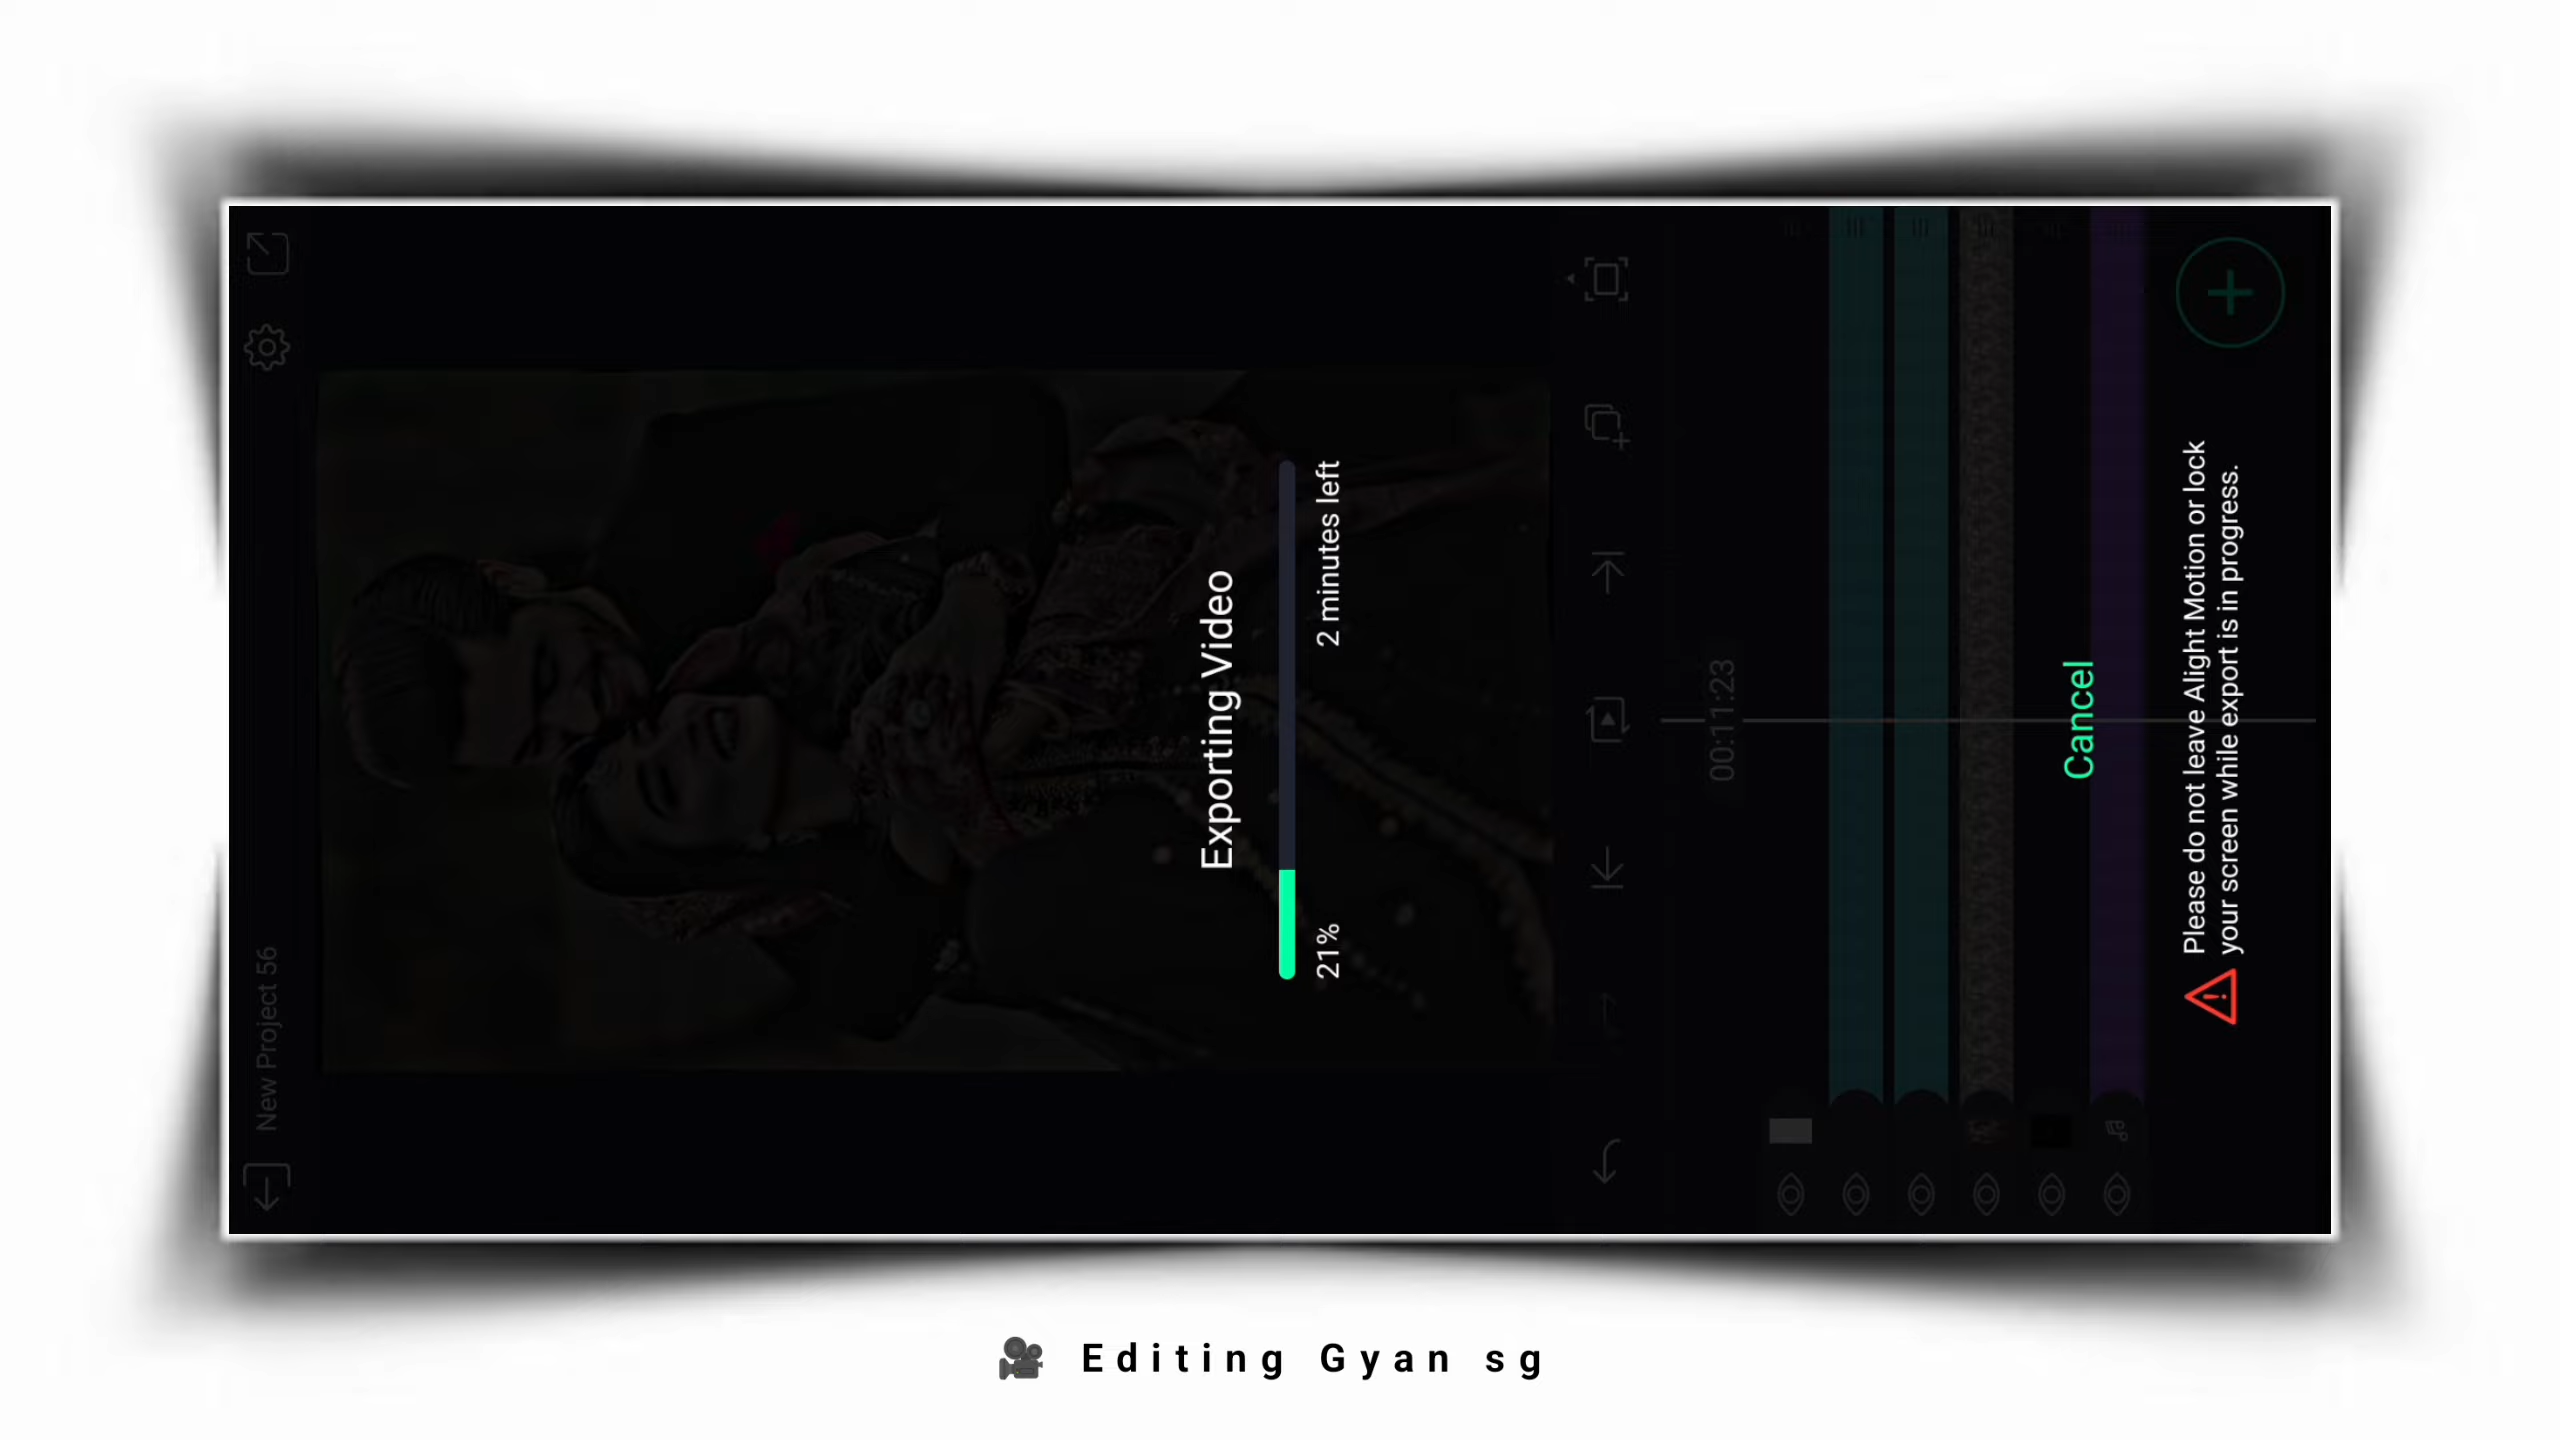 New Project 56
Exporting Video
21%
2 minutes left
00:11:23
Cancel
Please do not leave Alight Motion or lock
your screen while export is in progress.
Editing Gyan sg